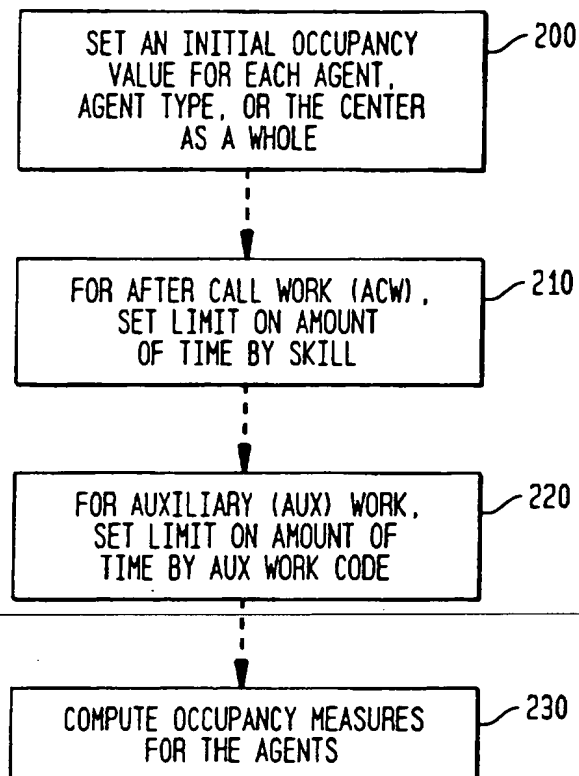 SET AN INITIAL OCCUPANCY
VALUE FOR EACH AGENT,
AGENT TYPE, OR THE CENTER
AS A WHOLE
200
FOR AFTER CALL WORK (ACW),
SET LIMIT ON AMOUNT
OF TIME BY SKILL
210
FOR AUXILIARY (AUX) WORK,
SET LIMIT ON AMOUNT OF
TIME BY AUX WORK CODE
220
COMPUTE OCCUPANCY MEASURES
FOR THE AGENTS
230